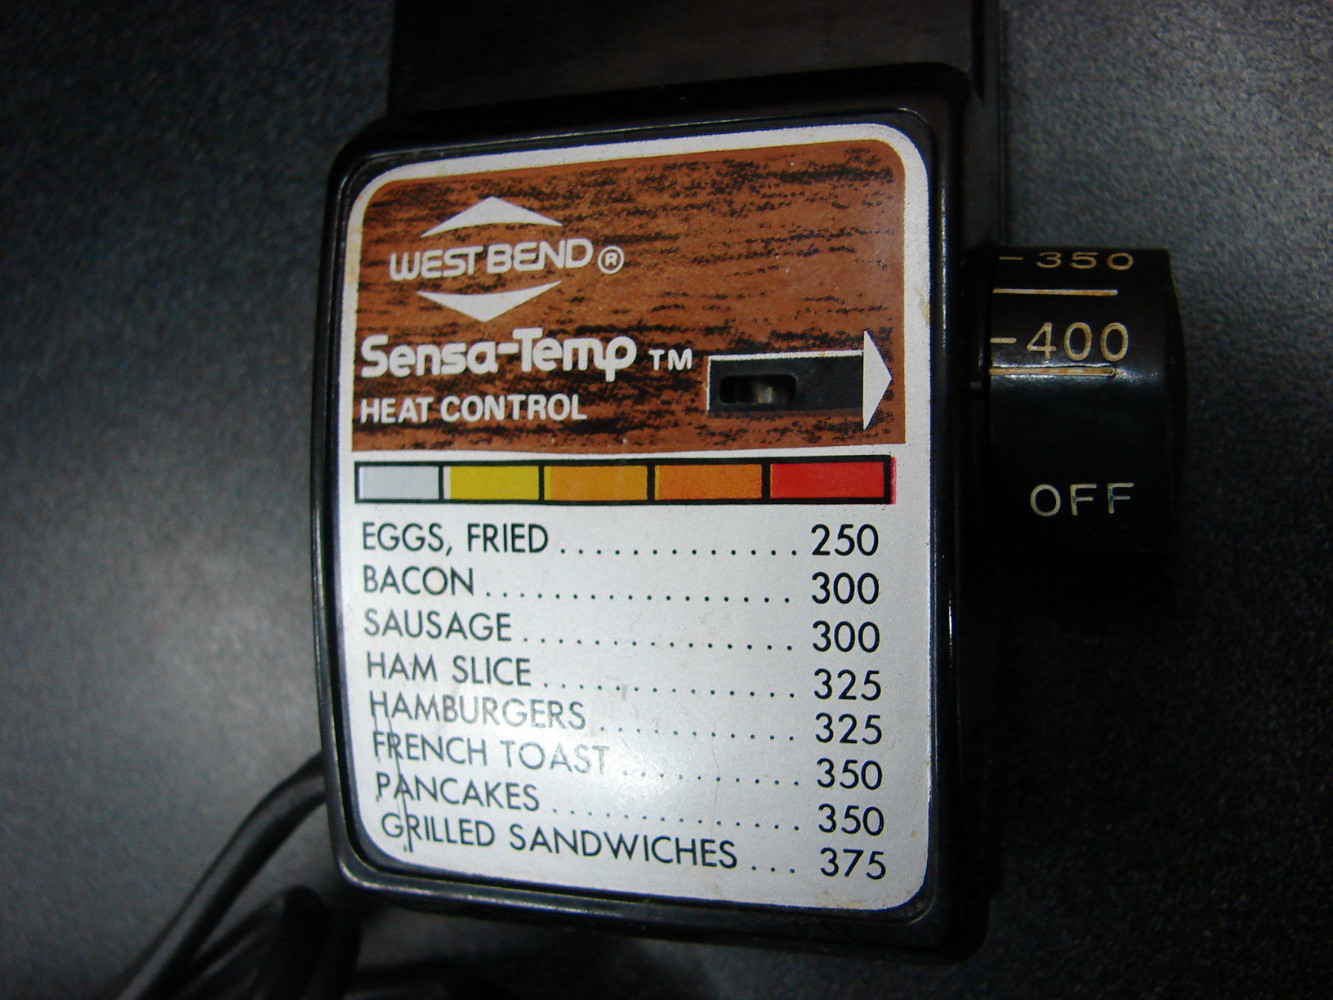 WEST BEND ®
Sensa-Temp TM
HEAT CONTROL
EGGS, FRIED.............. 250
BACON................... 300
SAUSAGE................. 300
HAM SLICE............... 325
HAMBURGERS............ 325
FRENCH TOAST........... 350
PANCAKES............... 350
GRILLED SANDWICHES... 375
-350
-400
OFF